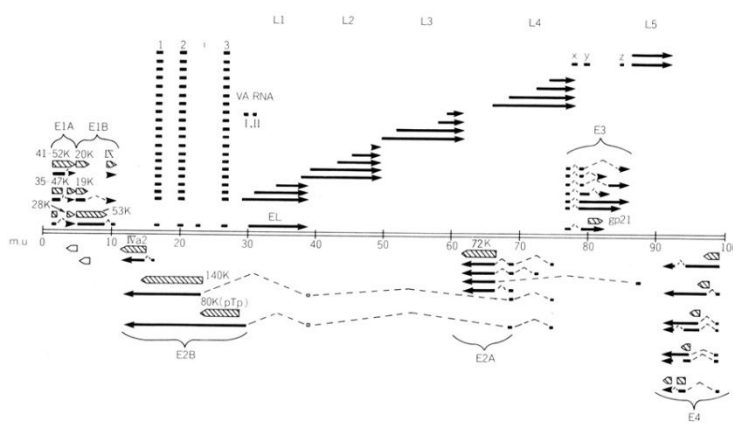 L1 L2 L3 L4 L5
1 2 3
x y z
VA RNA
I.II
E1A E1B
E3
41-52K 20K IX
35-47K 19K
28K 53K
EL
gp21
m.u
0 10 20 30 40 50 60 70 80 90 100
IVa2
72K
140K
80K(pTp)
E2B
E2A
E4